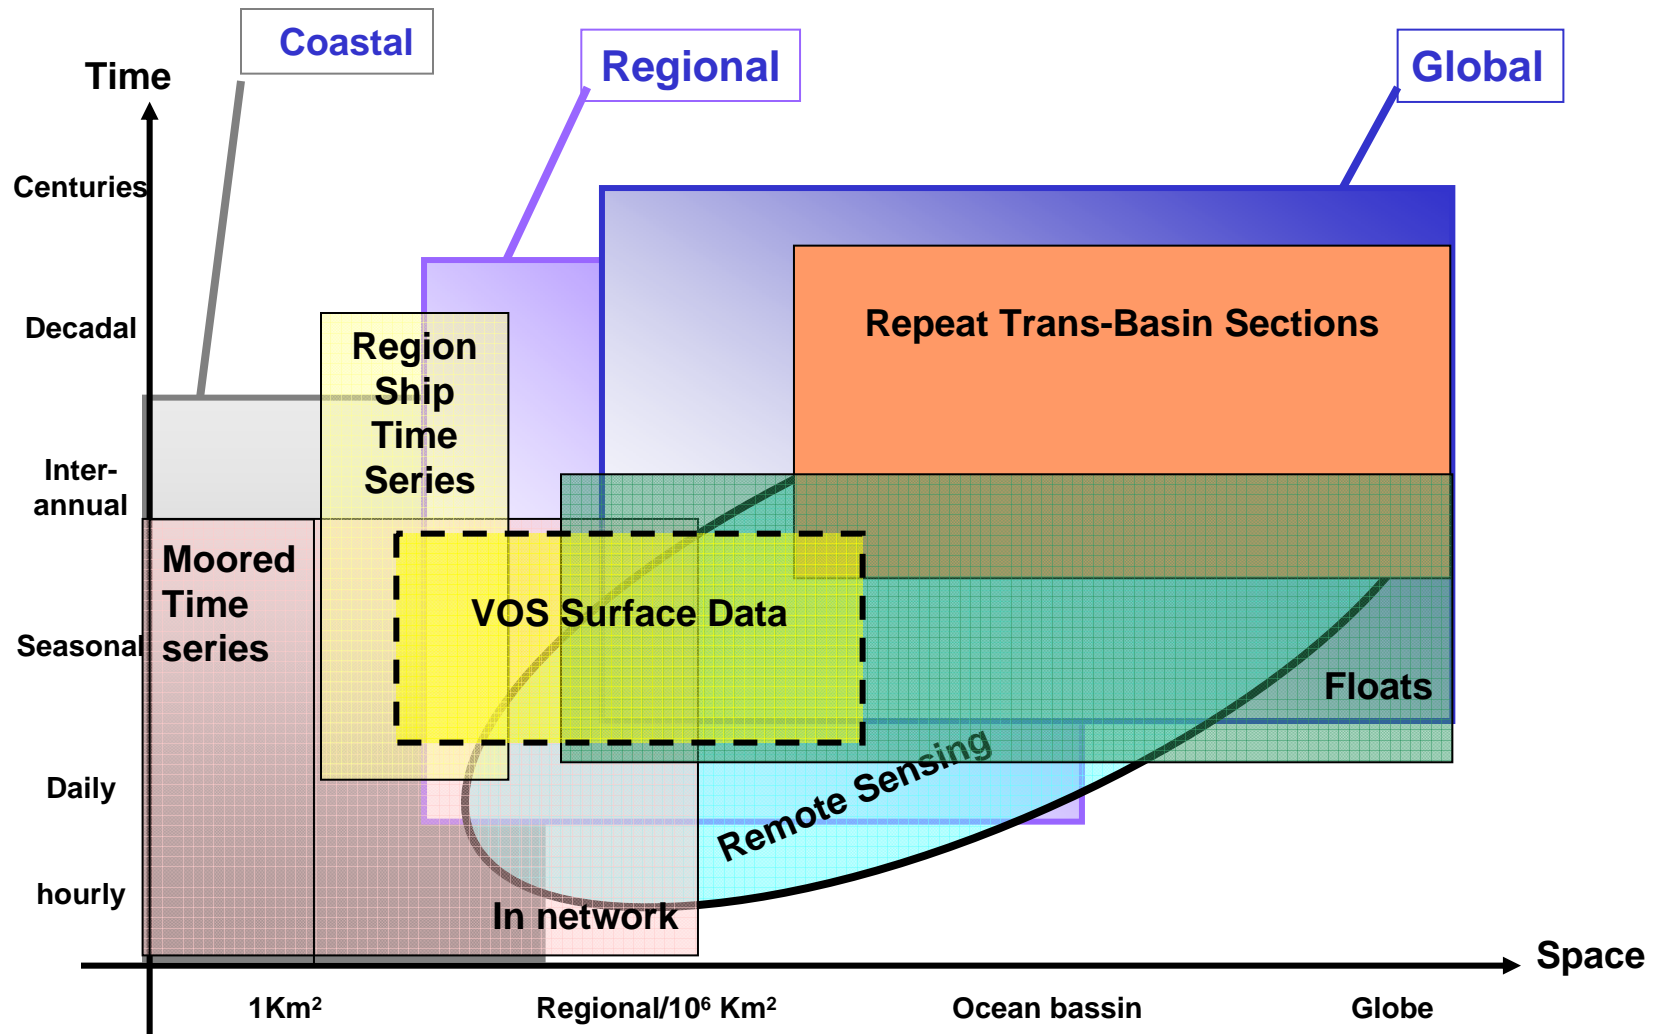 Coastal
Regional
Global
Time
Centuries
Decadal
Inter-
annual
Seasonal
Daily
hourly
Region
Ship
Time
Series
Repeat Trans-Basin Sections
Moored
Time
series
VOS Surface Data
Floats
Remote Sensing
In network
Space
1Km²
Regional/10⁶ Km²
Ocean bassin
Globe